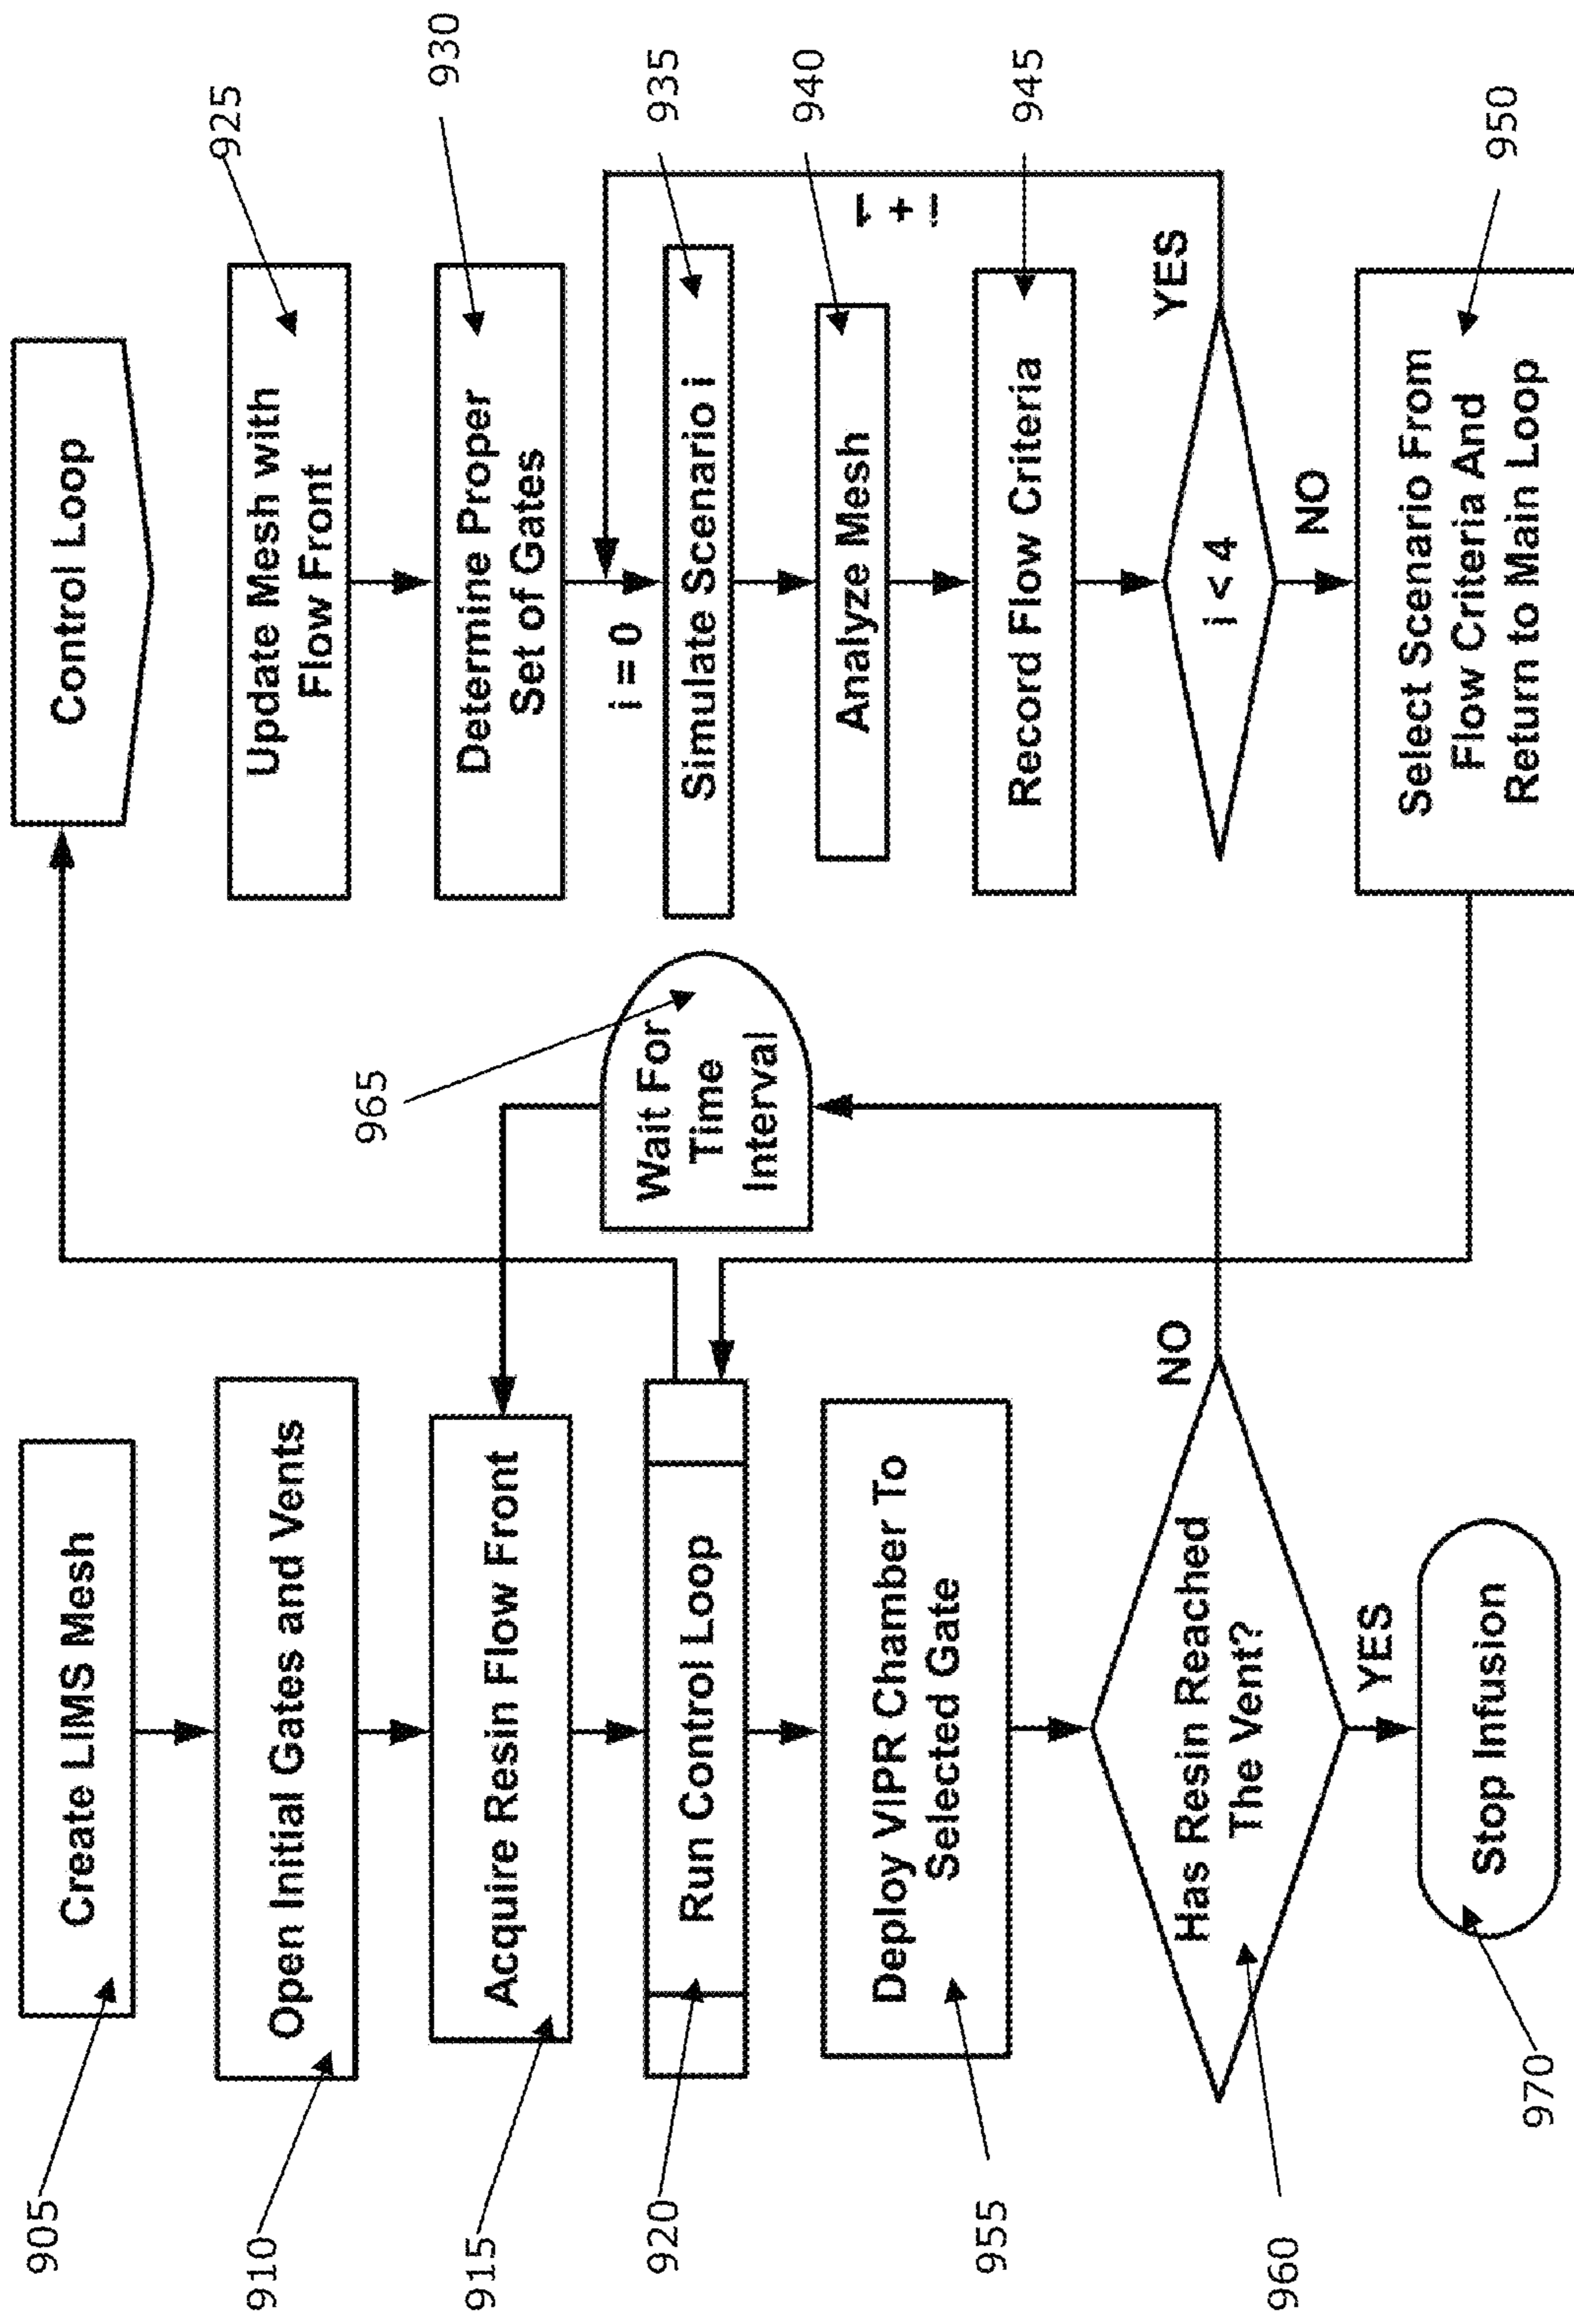 905
Create LIMS Mesh
910
Open Initial Gates and Vents
915
Acquire Resin Flow Front
920
Run Control Loop
955
Deploy VIPR Chamber To
Selected Gate
960
Has Resin Reached
The Vent?
NO
YES
970
Stop Infusion
965
Wait For
Time
Interval
Control Loop
925
Update Mesh with
Flow Front
930
Determine Proper
Set of Gates
i = 0
935
Simulate Scenario i
940
Analyze Mesh
945
Record Flow Criteria
i < 4
YES
NO
950
Select Scenario From
Flow Criteria And
Return to Main Loop